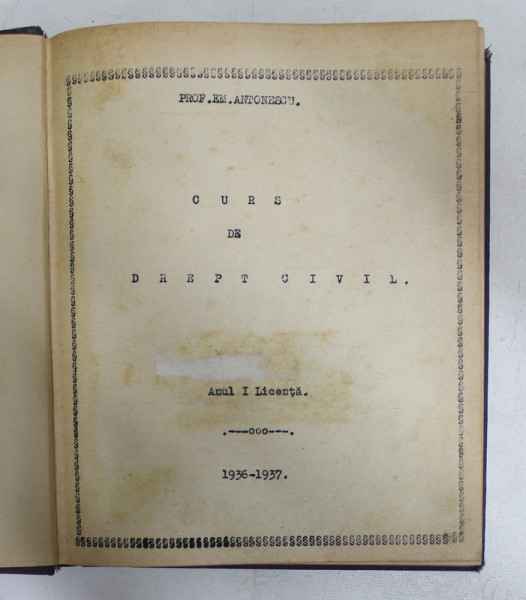 PROF.EM.ANTONESCU.
C U R S
DE
D R E P T C I V I L.
Anul I Licență.
.---ooo---.
1936-1937.